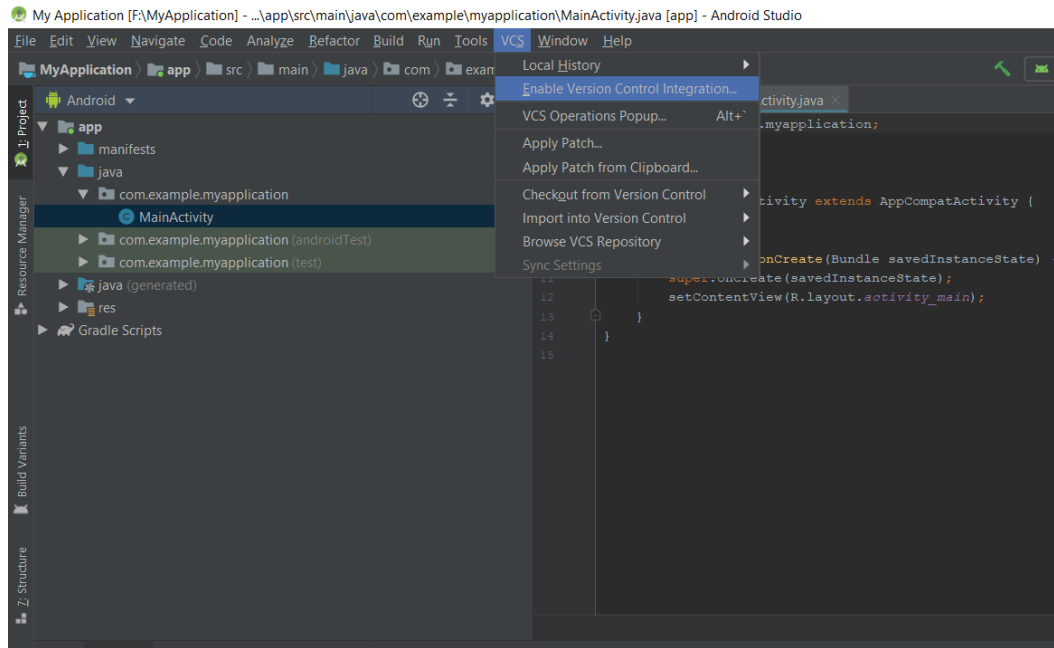 My Application [F:\MyApplication] - ...\app\src\main\java\com\example\myapplication\MainActivity.java [app] - Android Studio
File Edit View Navigate Code Analyze Refactor Build Run Tools VCS Window Help
MyApplication app src main java com exam
Local History
Enable Version Control Integration...
VCS Operations Popup... Alt+`
Apply Patch...
Apply Patch from Clipboard...
Checkout from Version Control
Import into Version Control
Browse VCS Repository
Sync Settings
Android
app
manifests
java
com.example.myapplication
MainActivity
com.example.myapplication (androidTest)
com.example.myapplication (test)
java (generated)
res
Gradle Scripts
1: Project
Resource Manager
Build Variants
Z: Structure
ctivity.java
.myapplication;
tivity extends AppCompatActivity {
onCreate(Bundle savedInstanceState) {
super.onCreate(savedInstanceState);
12 setContentView(R.layout.activity_main);
13 }
14 }
15